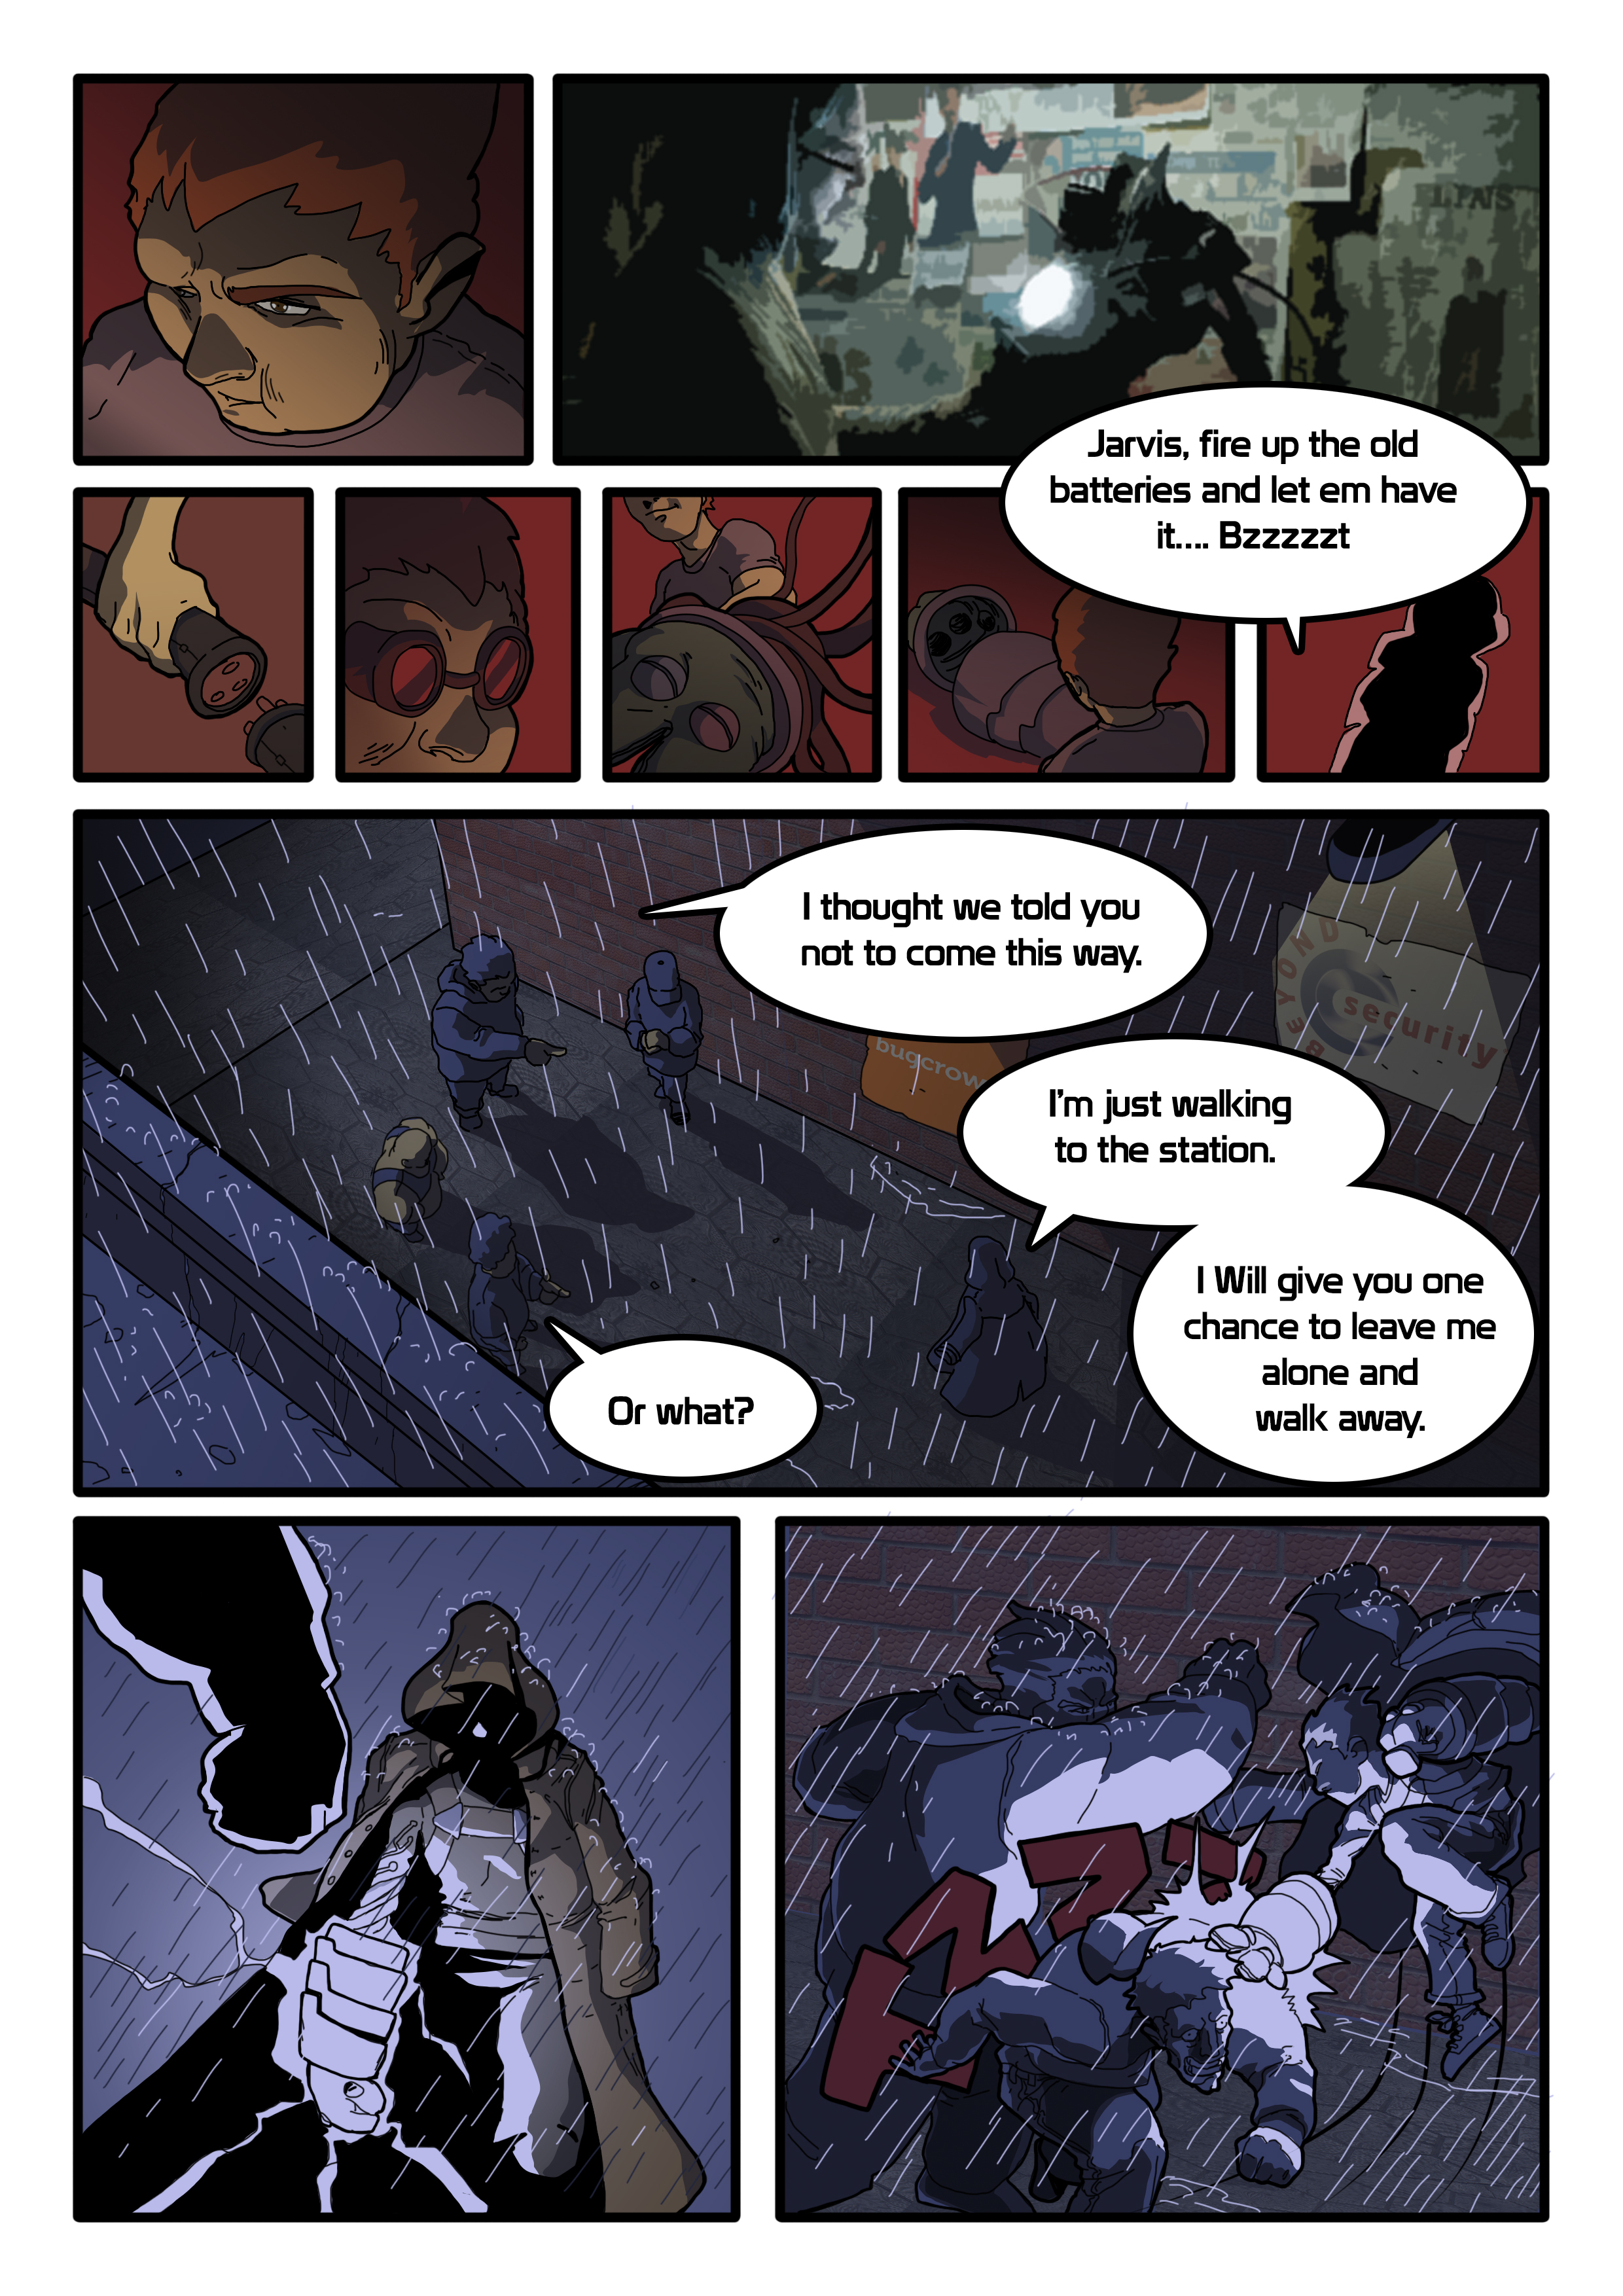 Jarvis, fire up the old
batteries and let em have
it.... Bzzzzzt
I thought we told you
not to come this way.
BEYOND
security
bugcrow
I'm just walking
to the station.
I Will give you one
chance to leave me
alone and
walk away.
Or what?